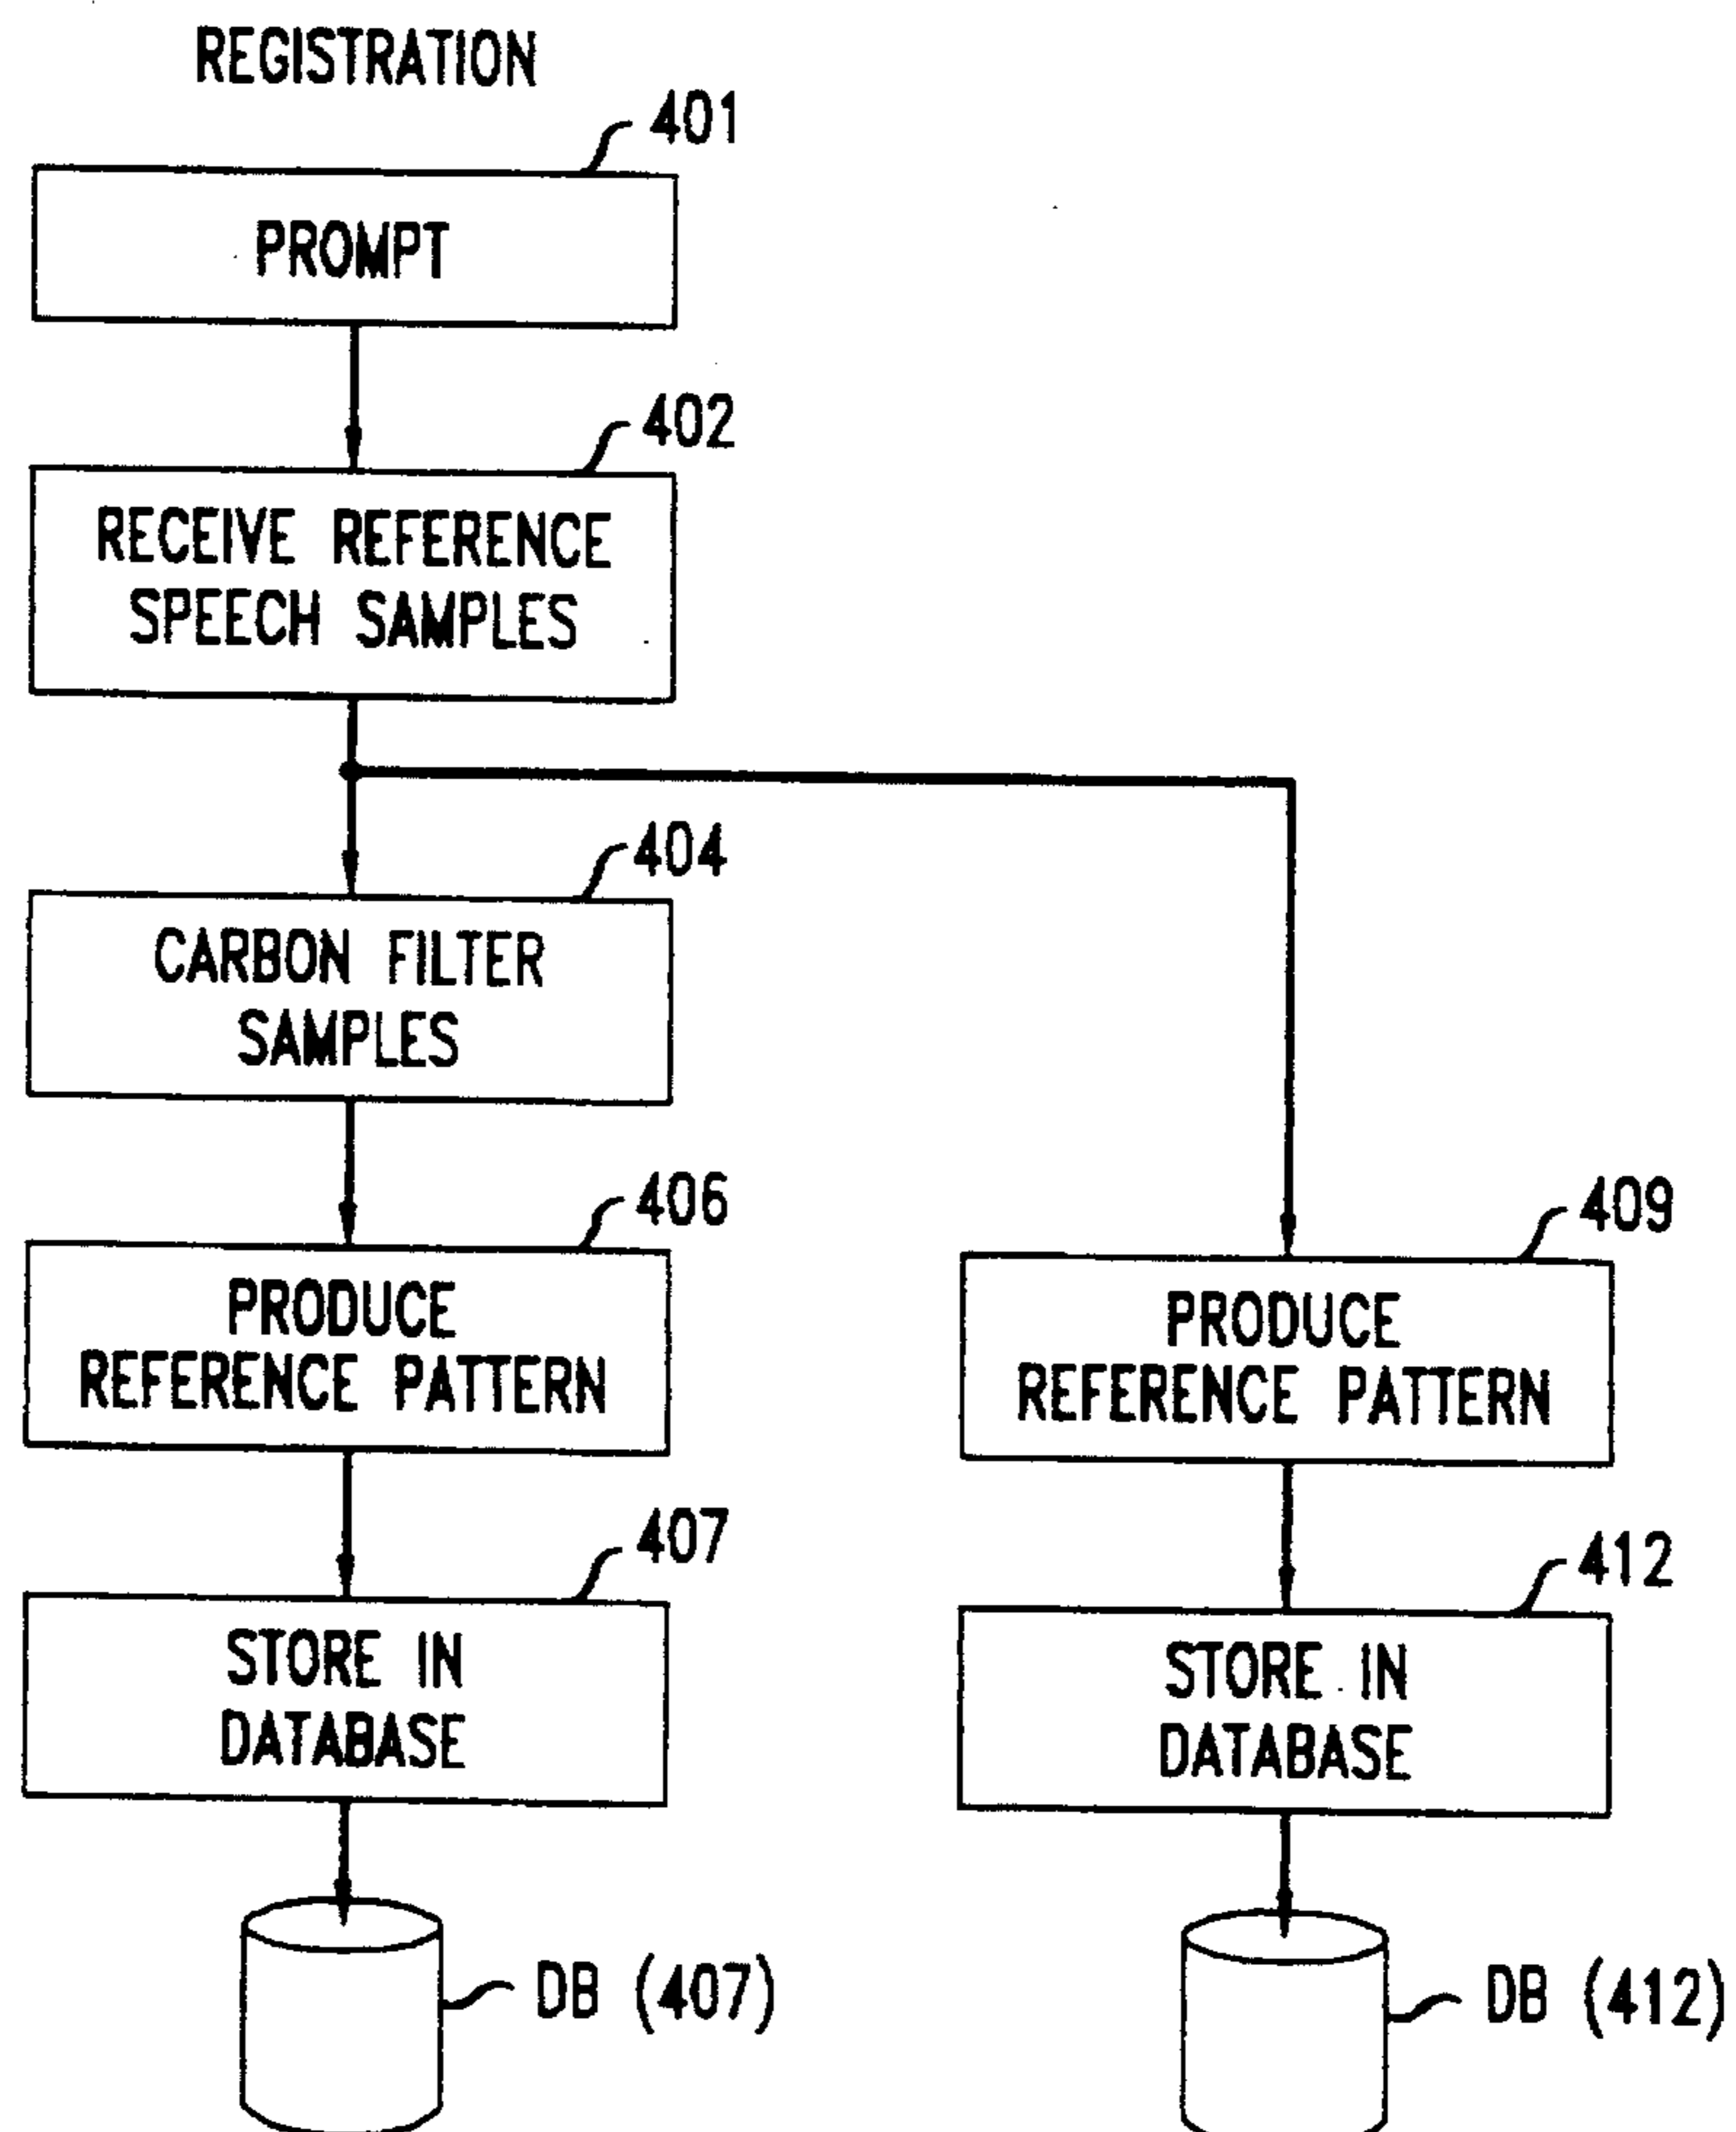 REGISTRATION
401
PROMPT
402
RECEIVE REFERENCE
SPEECH SAMPLES
404
CARBON FILTER
SAMPLES
406
PRODUCE
REFERENCE PATTERN
409
PRODUCE
REFERENCE PATTERN
407
STORE IN
DATABASE
412
STORE IN
DATABASE
DB (407)
DB (412)